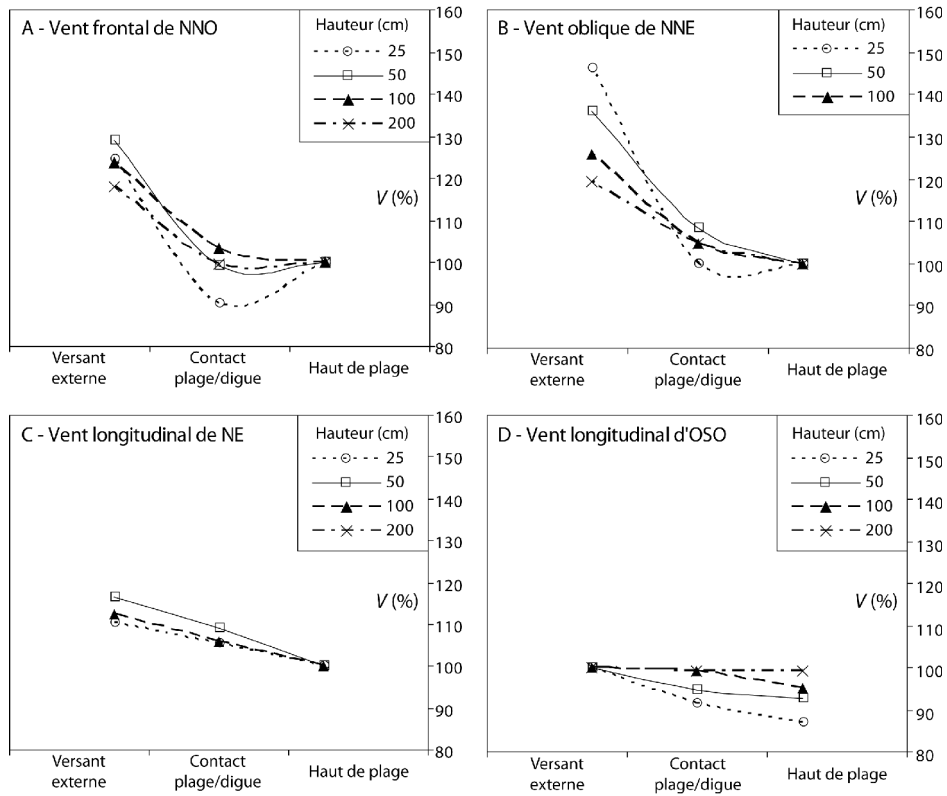 A - Vent frontal de NNO
Hauteur (cm)
25
50
100
200
160
150
140
130
120
110
100
90
80
V (%)
Versant
externe
Contact
plage/digue
Haut de plage
B - Vent oblique de NNE
Hauteur (cm)
25
50
100
160
150
140
130
120
110
100
90
80
V (%)
Versant
externe
Contact
plage/digue
Haut de plage
C - Vent longitudinal de NE
Hauteur (cm)
25
50
100
200
160
150
140
130
120
110
100
90
80
V (%)
Versant
externe
Contact
plage/digue
Haut de plage
D - Vent longitudinal d'OSO
Hauteur (cm)
25
50
100
200
160
150
140
130
120
110
100
90
80
V (%)
Versant
externe
Contact
plage/digue
Haut de plage